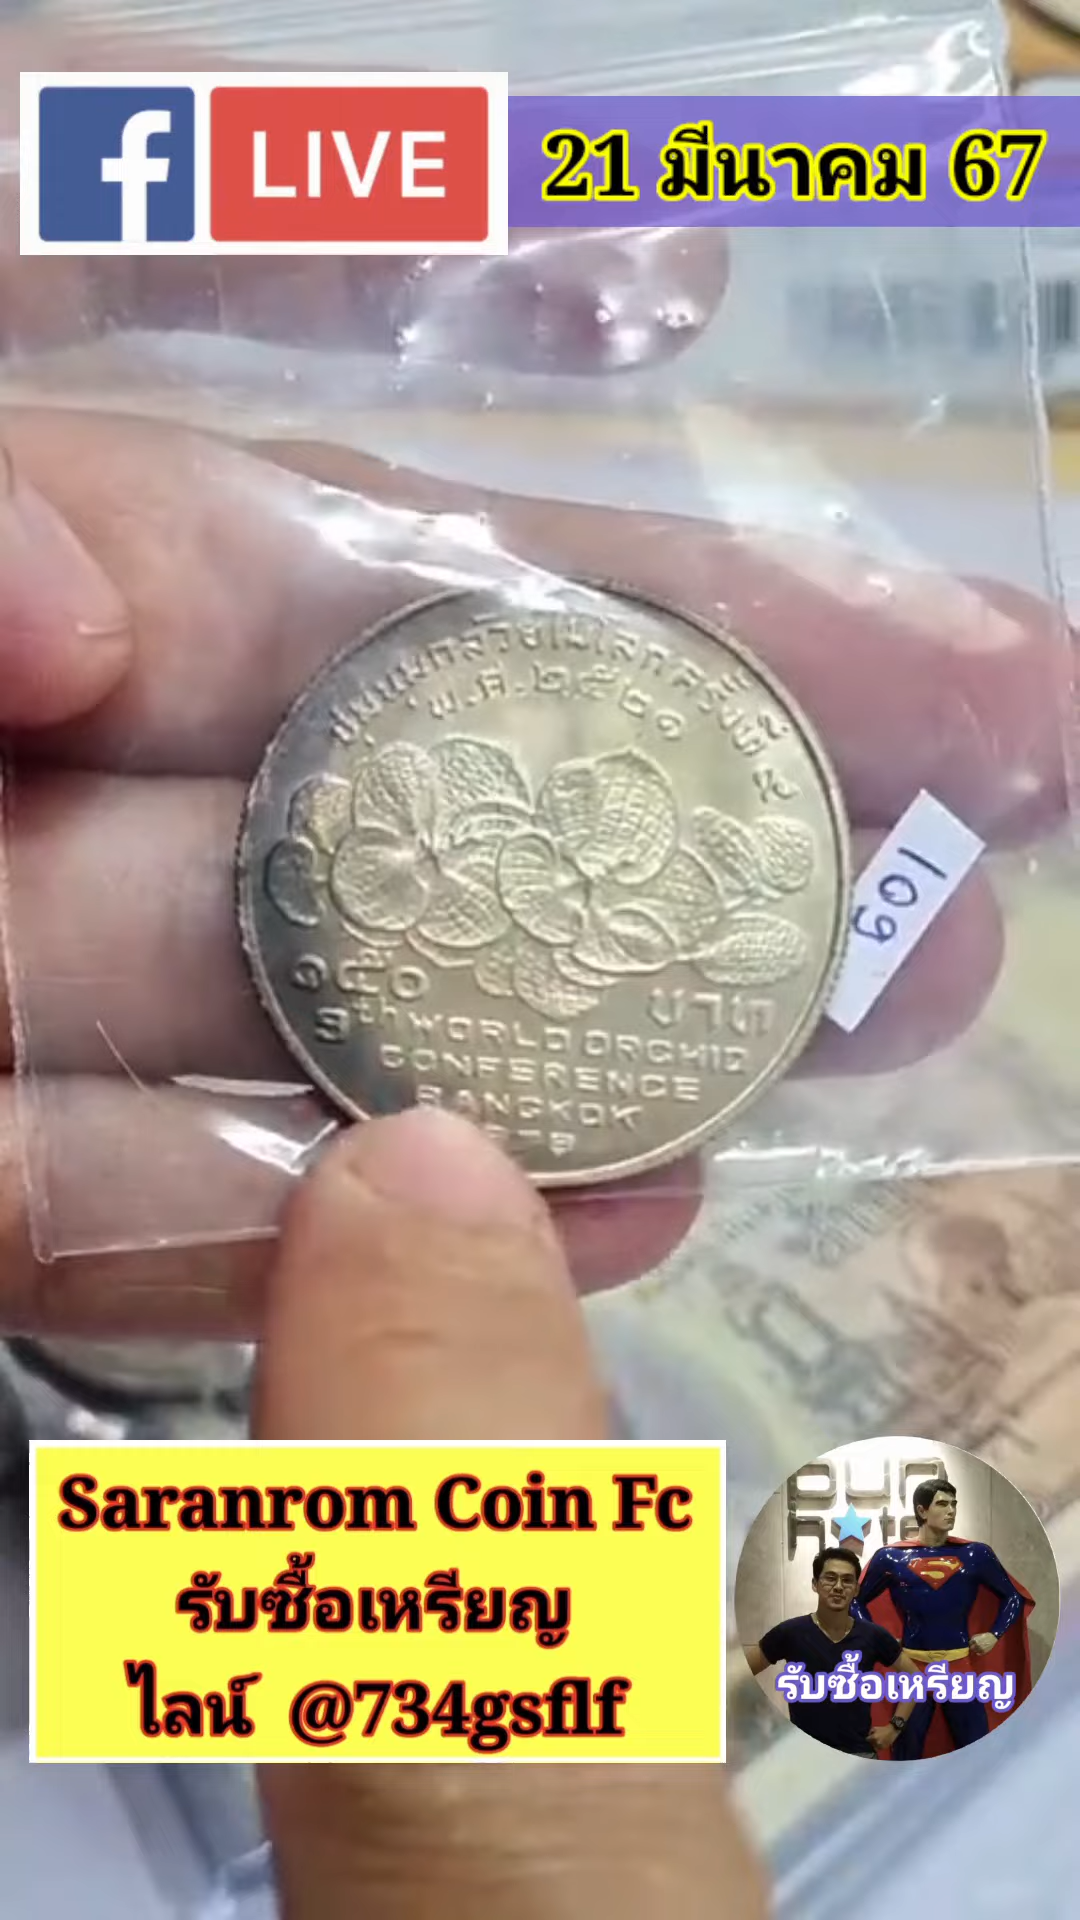 f LIVE
21 มีนาคม 67
ชุมนุมกล้วยไม้โลกครั้งที่ ๙
พ.ศ. ๒๕๒๑
๑๕๐ บาท
9th WORLD ORCHID
CONFERENCE
BANGKOK
109
Saranrom Coin Fc
รับซื้อเหรียญ
ไลน์ @734gsflf
รับซื้อเหรียญ